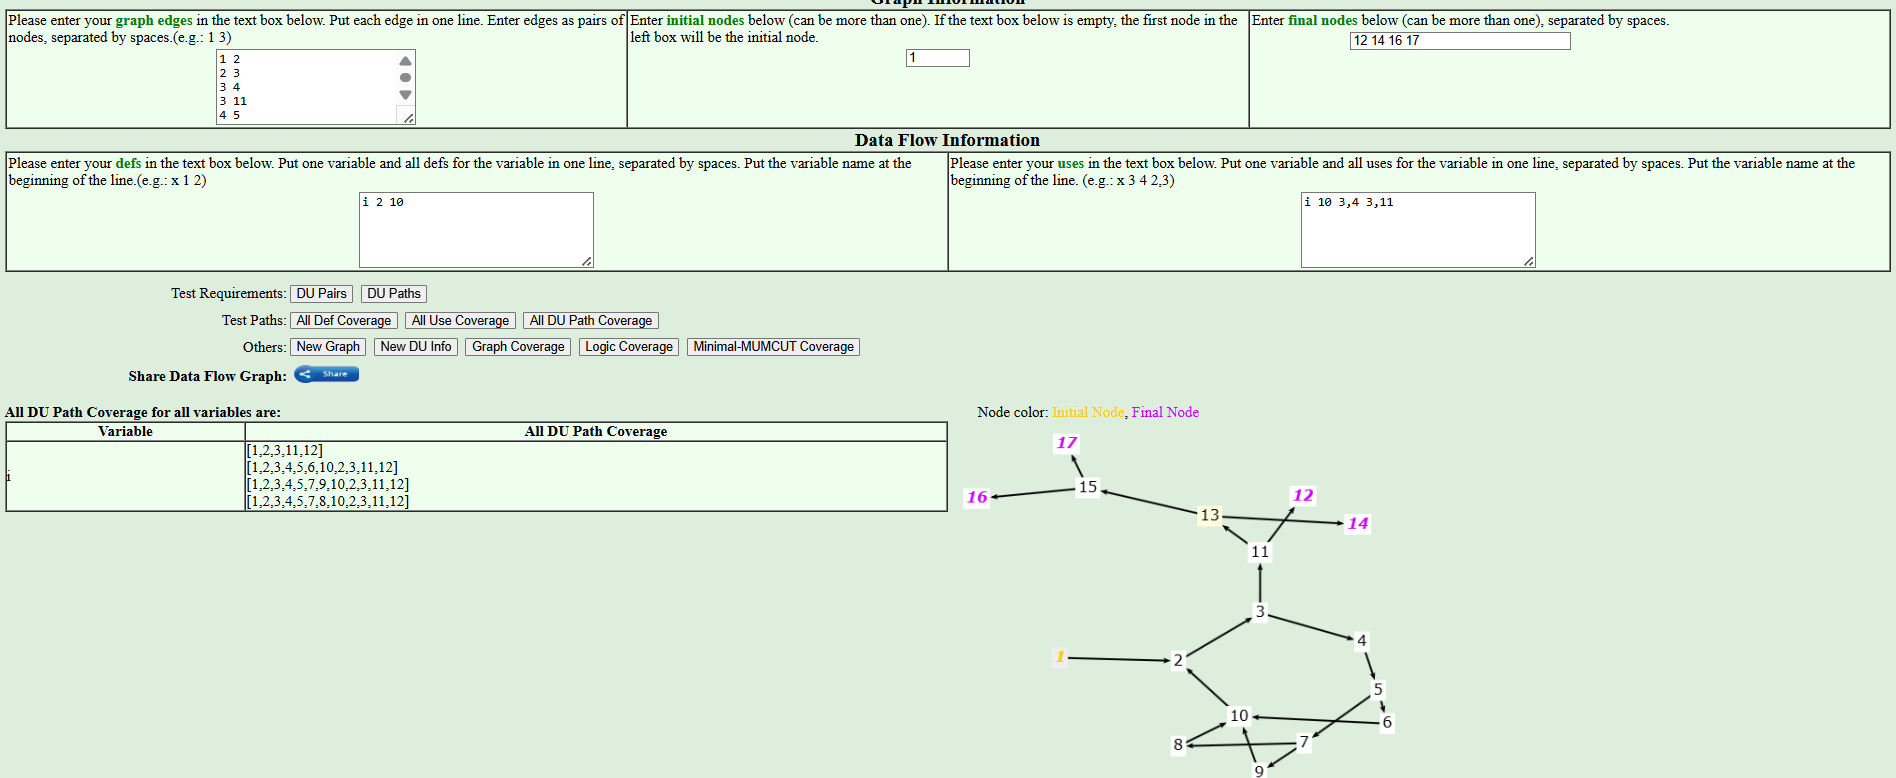 Graph Information
Please enter your graph edges in the text box below. Put each edge in one line. Enter edges as pairs of
nodes, separated by spaces.(e.g.: 1 3)
1 2
2 3
3 4
3 11
4 5
Enter initial nodes below (can be more than one). If the text box below is empty, the first node in the
left box will be the initial node.
1
Enter final nodes below (can be more than one), separated by spaces.
12 14 16 17
Data Flow Information
Please enter your defs in the text box below. Put one variable and all defs for the variable in one line, separated by spaces. Put the variable name at the
beginning of the line.(e.g.: x 1 2)
i 2 10
Please enter your uses in the text box below. Put one variable and all uses for the variable in one line, separated by spaces. Put the variable name at the
beginning of the line. (e.g.: x 3 4 2,3)
i 10 3,4 3,11
Test Requirements: DU Pairs DU Paths
Test Paths: All Def Coverage All Use Coverage All DU Path Coverage
Others: New Graph New DU Info Graph Coverage Logic Coverage Minimal-MUMCUT Coverage
Share Data Flow Graph: Share
All DU Path Coverage for all variables are:
Variable All DU Path Coverage
i
[1,2,3,11,12]
[1,2,3,4,5,6,10,2,3,11,12]
[1,2,3,4,5,7,9,10,2,3,11,12]
[1,2,3,4,5,7,8,10,2,3,11,12]
Node color: Initial Node, Final Node
17
16
15
12
13
14
11
3
4
1
2
5
10
6
8
7
9